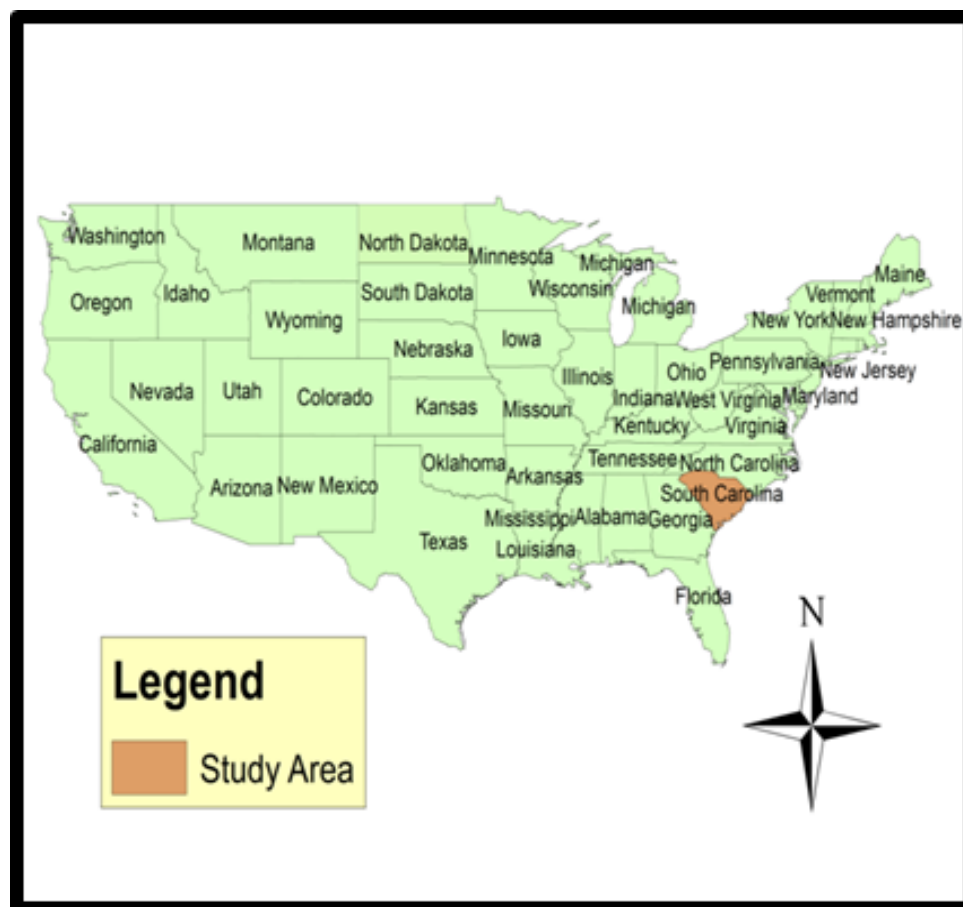 Washington
Montana
North Dakota
Minnesota
Michigan
Maine
Oregon
Idaho
South Dakota
Wisconsin
Michigan
Vermont
Wyoming
New York
New Hampshire
Iowa
Nebraska
Pennsylvania
New Jersey
Nevada
Utah
Colorado
Kansas
Illinois
Indiana
Ohio
West Virginia
Maryland
Missouri
Kentucky
Virginia
California
Oklahoma
Tennessee
North Carolina
Arizona
New Mexico
Arkansas
South Carolina
Mississippi
Alabama
Georgia
Texas
Louisiana
Florida
N
Legend
Study Area